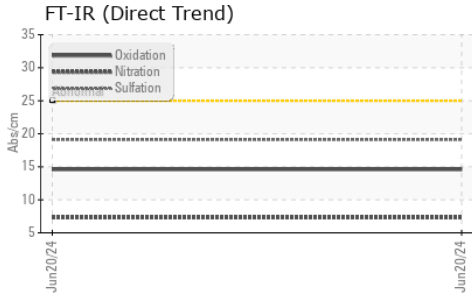 FT-IR (Direct Trend)
35
30
25
20
15
10
5
Abs/cm
Oxidation
Nitration
Sulfation
Abnormal
Jun20/24
Jun20/24